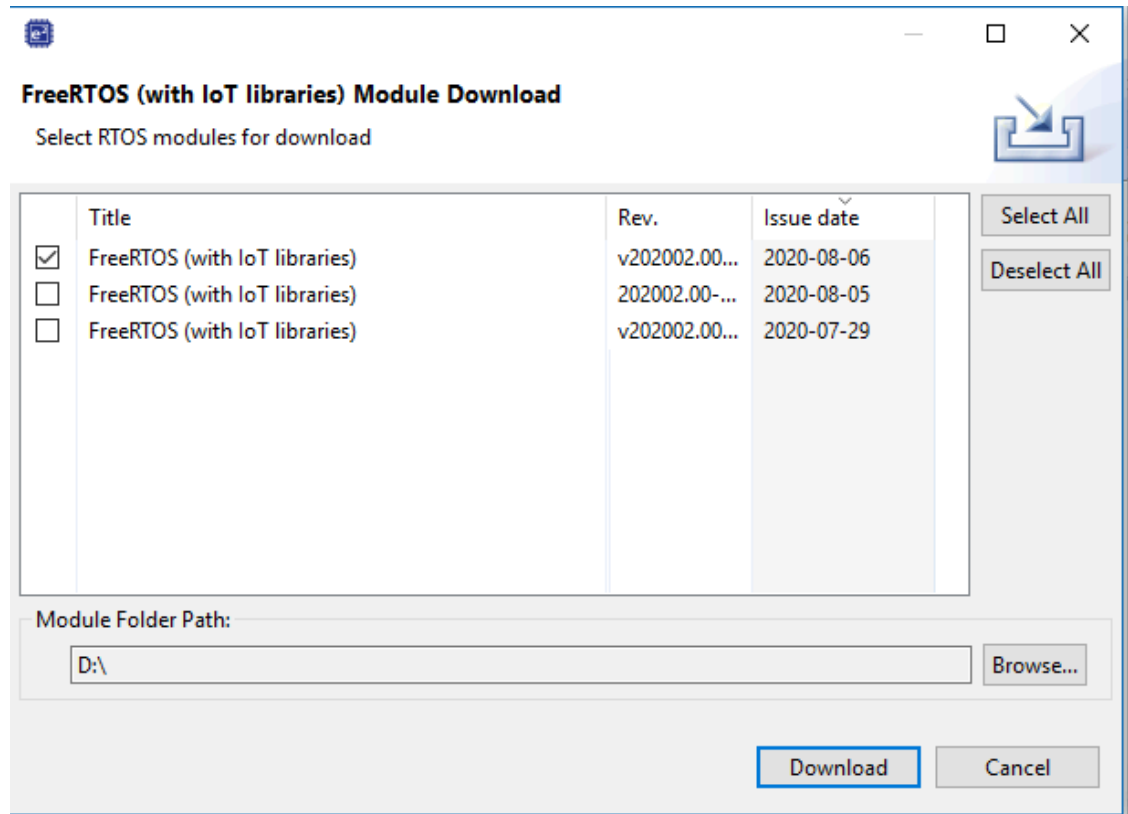 e²
FreeRTOS (with IoT libraries) Module Download
Select RTOS modules for download
Title Rev. Issue date
FreeRTOS (with IoT libraries) v202002.00... 2020-08-06
FreeRTOS (with IoT libraries) 202002.00-... 2020-08-05
FreeRTOS (with IoT libraries) v202002.00... 2020-07-29
Select All
Deselect All
Module Folder Path:
D:\
Browse...
Download Cancel